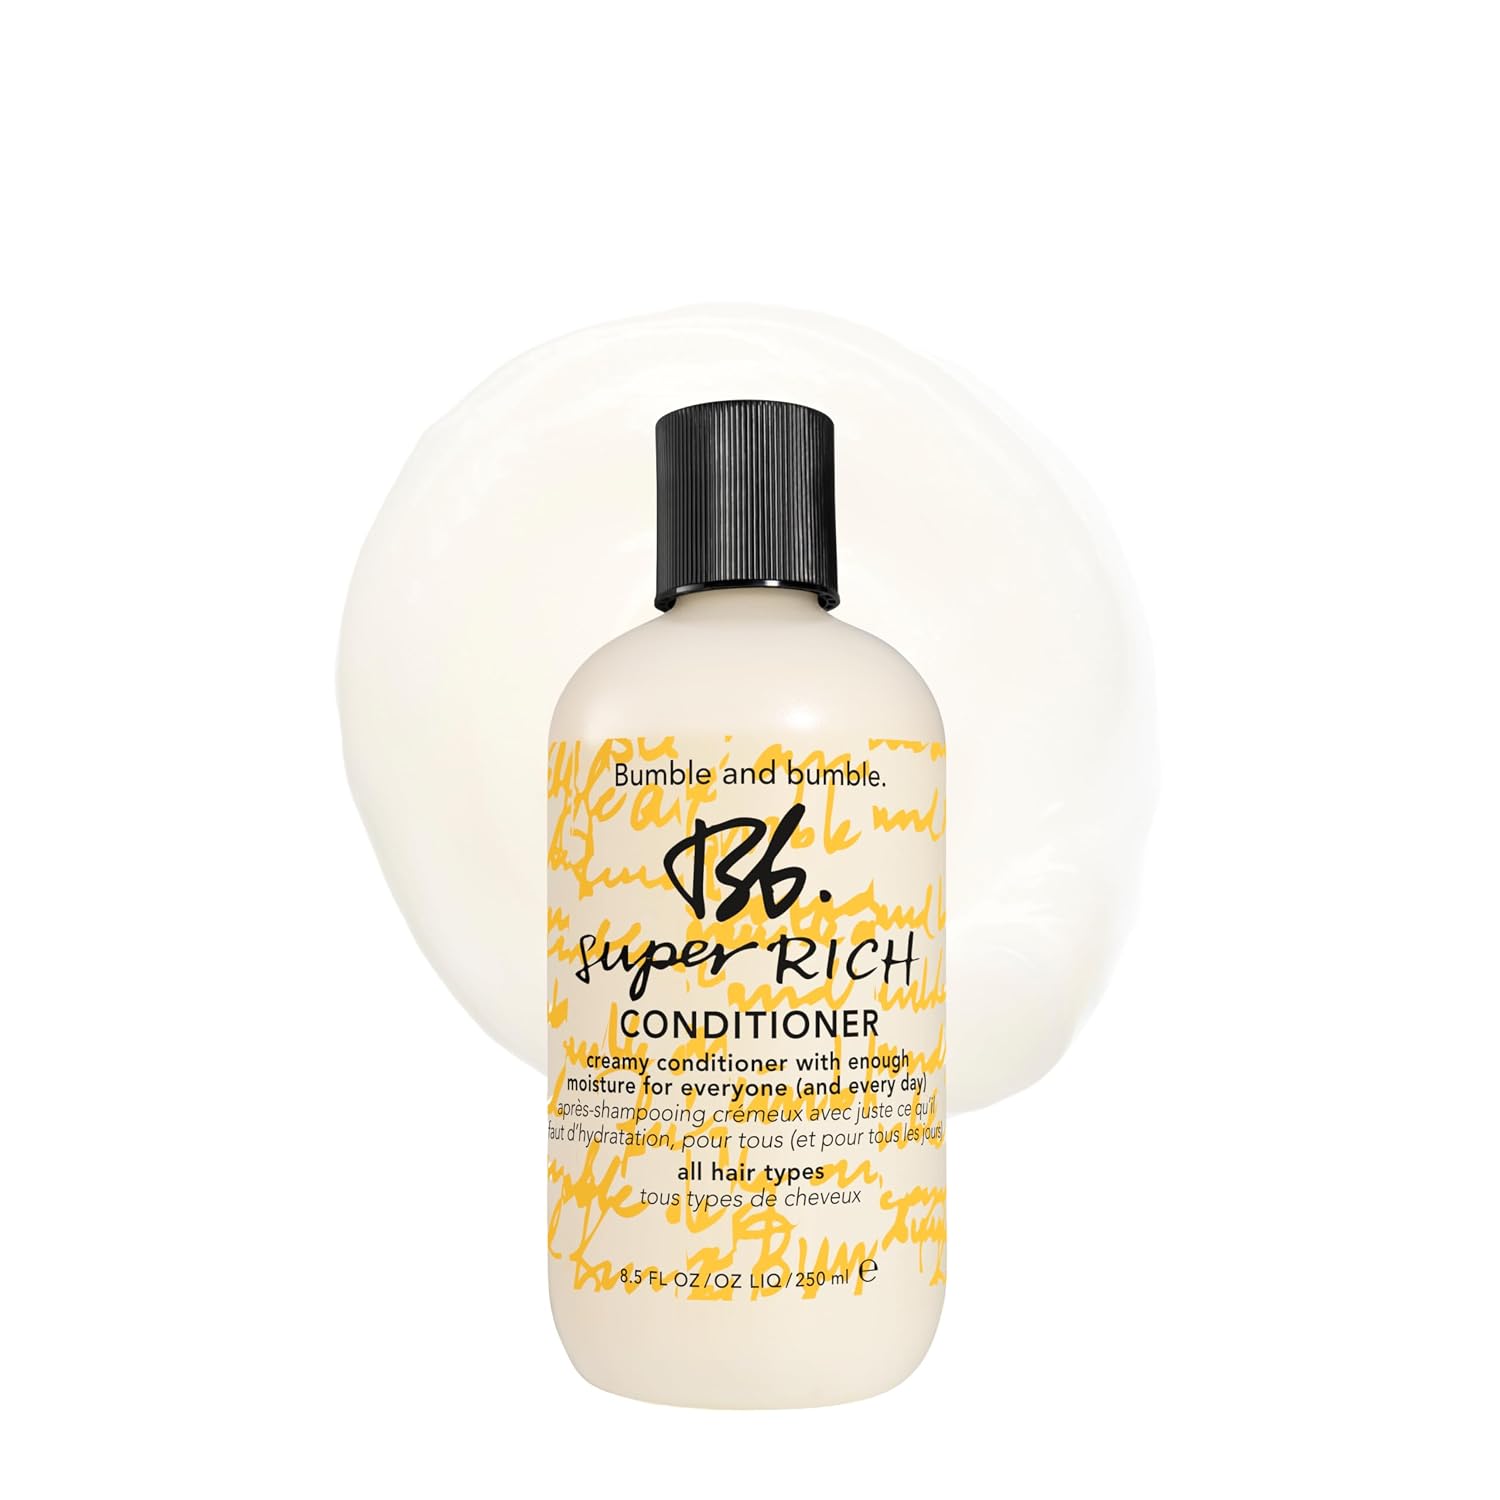 Bumble and bumble.
Bb.
super RICH
CONDITIONER
creamy conditioner with enough
moisture for everyone (and every day)
après-shampooing crémeux avec juste ce qu'il
faut d'hydratation, pour tous (et pour tous les jours)
all hair types
tous types de cheveux
8.5 FL OZ/OZ LIQ/250 ml ℮